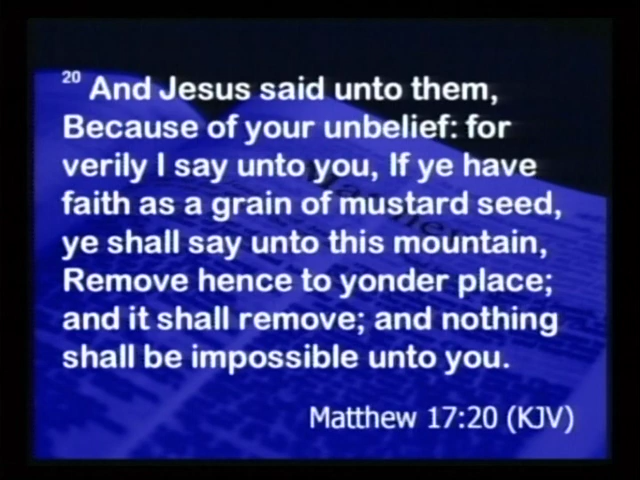 20 And Jesus said unto them,
Because of your unbelief: for
verily I say unto you, If ye have
faith as a grain of mustard seed,
ye shall say unto this mountain,
Remove hence to yonder place;
and it shall remove; and nothing
shall be impossible unto you.
Matthew 17:20 (KJV)